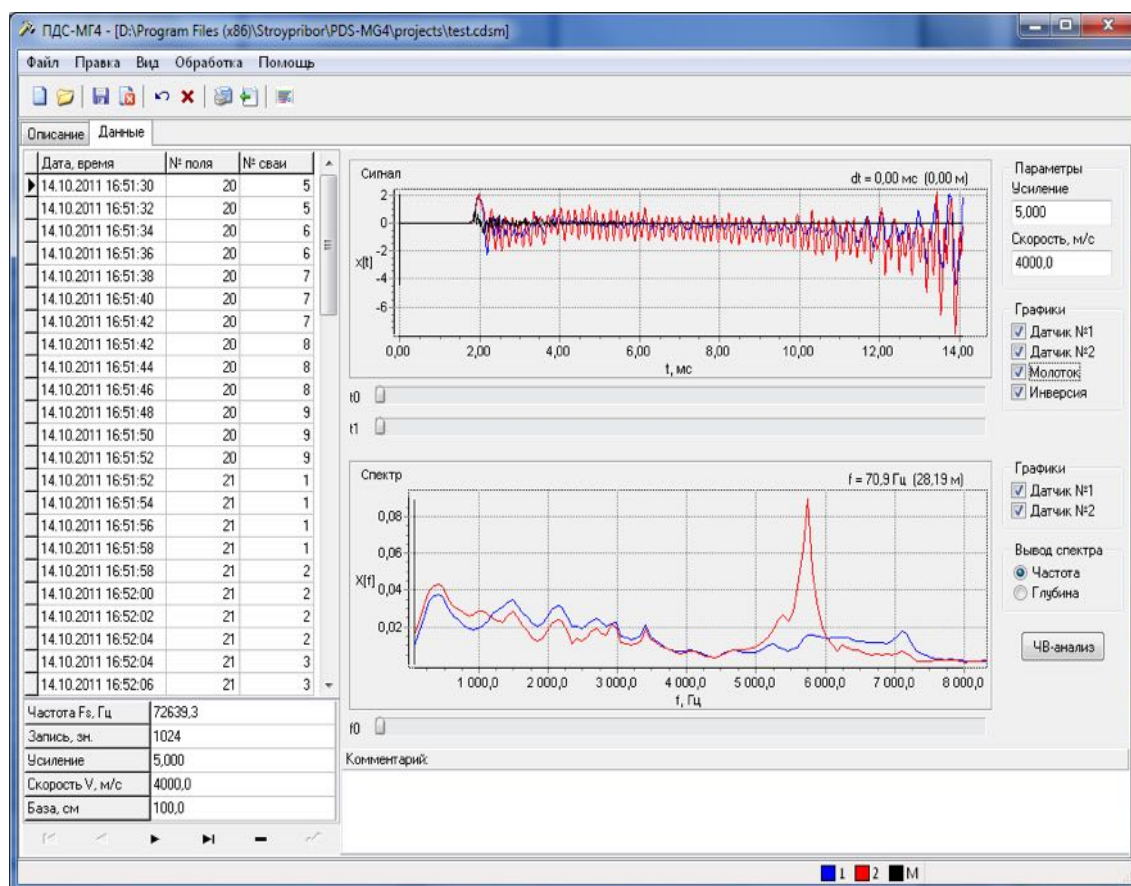 ПДС-МГ4 - [D:\Program Files (x86)\Stroypribor\PDS-MG4\projects\test.cdsm]
Файл Правка Вид Обработка Помощь
Описание Данные
Дата, время № поля № сваи
14.10.2011 16:51:30 20 5
14.10.2011 16:51:32 20 5
14.10.2011 16:51:34 20 6
14.10.2011 16:51:36 20 6
14.10.2011 16:51:38 20 7
14.10.2011 16:51:40 20 7
14.10.2011 16:51:42 20 7
14.10.2011 16:51:42 20 8
14.10.2011 16:51:44 20 8
14.10.2011 16:51:46 20 8
14.10.2011 16:51:48 20 9
14.10.2011 16:51:50 20 9
14.10.2011 16:51:52 20 9
14.10.2011 16:51:52 21 1
14.10.2011 16:51:54 21 1
14.10.2011 16:51:56 21 1
14.10.2011 16:51:58 21 1
14.10.2011 16:51:58 21 2
14.10.2011 16:52:00 21 2
14.10.2011 16:52:02 21 2
14.10.2011 16:52:04 21 2
14.10.2011 16:52:04 21 3
14.10.2011 16:52:06 21 3
Частота Fs, Гц 72639,3
Запись, зн. 1024
Усиление 5,000
Скорость V, м/с 4000,0
База, см 100,0
Сигнал dt = 0,00 мс (0,00 м)
2
0
-2
x[t]
-4
-6
0,00 2,00 4,00 6,00 8,00 10,00 12,00 14,00
t, мс
t0
t1
Спектр f = 70,9 Гц (28,19 м)
0,08
0,06
X[f] 0,04
0,02
1 000,0 2 000,0 3 000,0 4 000,0 5 000,0 6 000,0 7 000,0 8 000,0
f, Гц
f0
Комментарий:
Параметры
Усиление
5,000
Скорость, м/с
4000,0
Графики
Датчик №1
Датчик №2
Молоток
Инверсия
Графики
Датчик №1
Датчик №2
Вывод спектра
Частота
Глубина
ЧВ-анализ
1 2 М